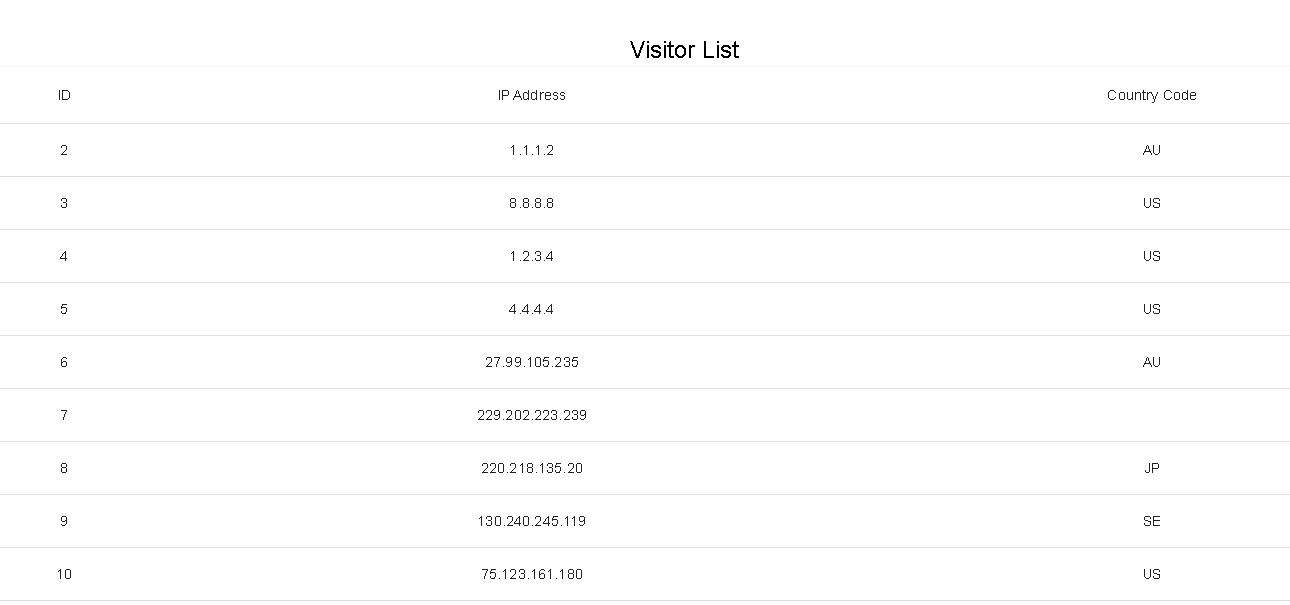 Visitor List
ID IP Address Country Code
2 1.1.1.2 AU
3 8.8.8.8 US
4 1.2.3.4 US
5 4.4.4.4 US
6 27.99.105.235 AU
7 229.202.223.239
8 220.218.135.20 JP
9 130.240.245.119 SE
10 75.123.161.180 US